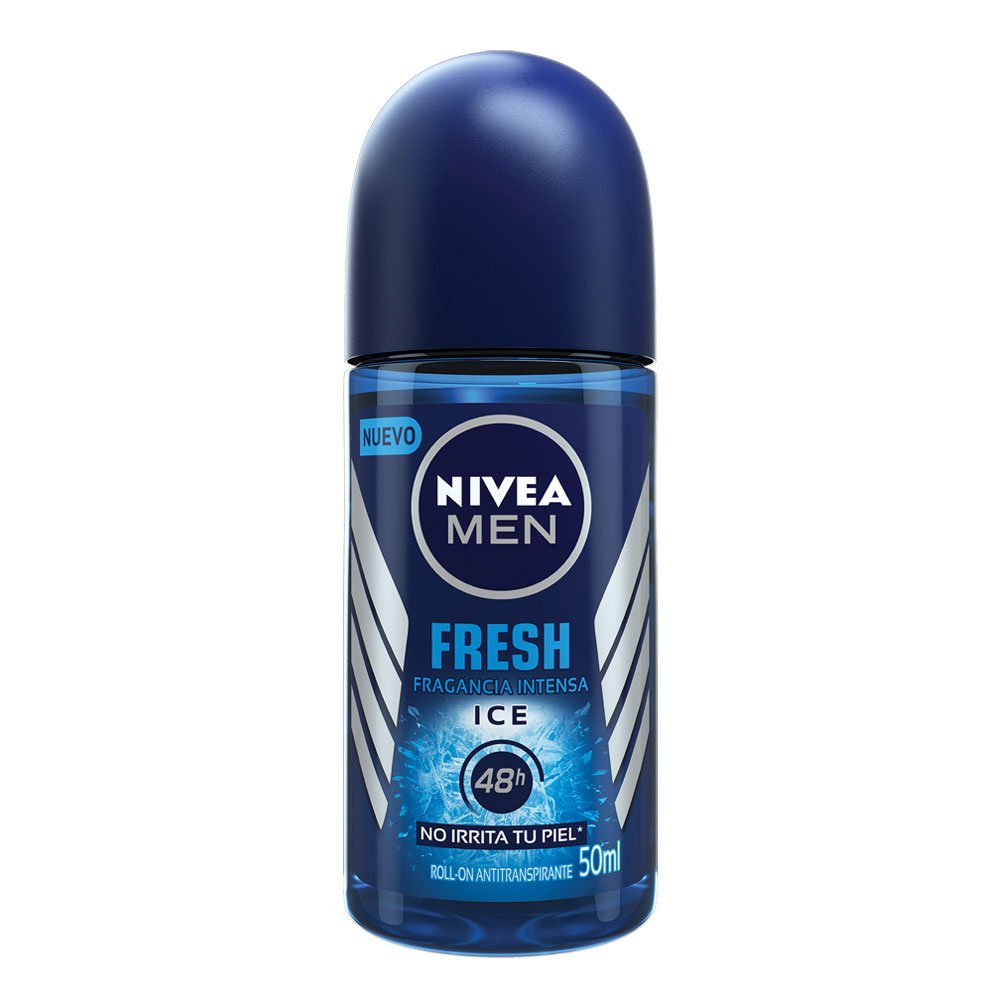 NUEVO
NIVEA
MEN
FRESH
FRAGANCIA INTENSA
ICE
48h
NO IRRITA TU PIEL*
ROLL-ON ANTITRANSPIRANTE 50ml